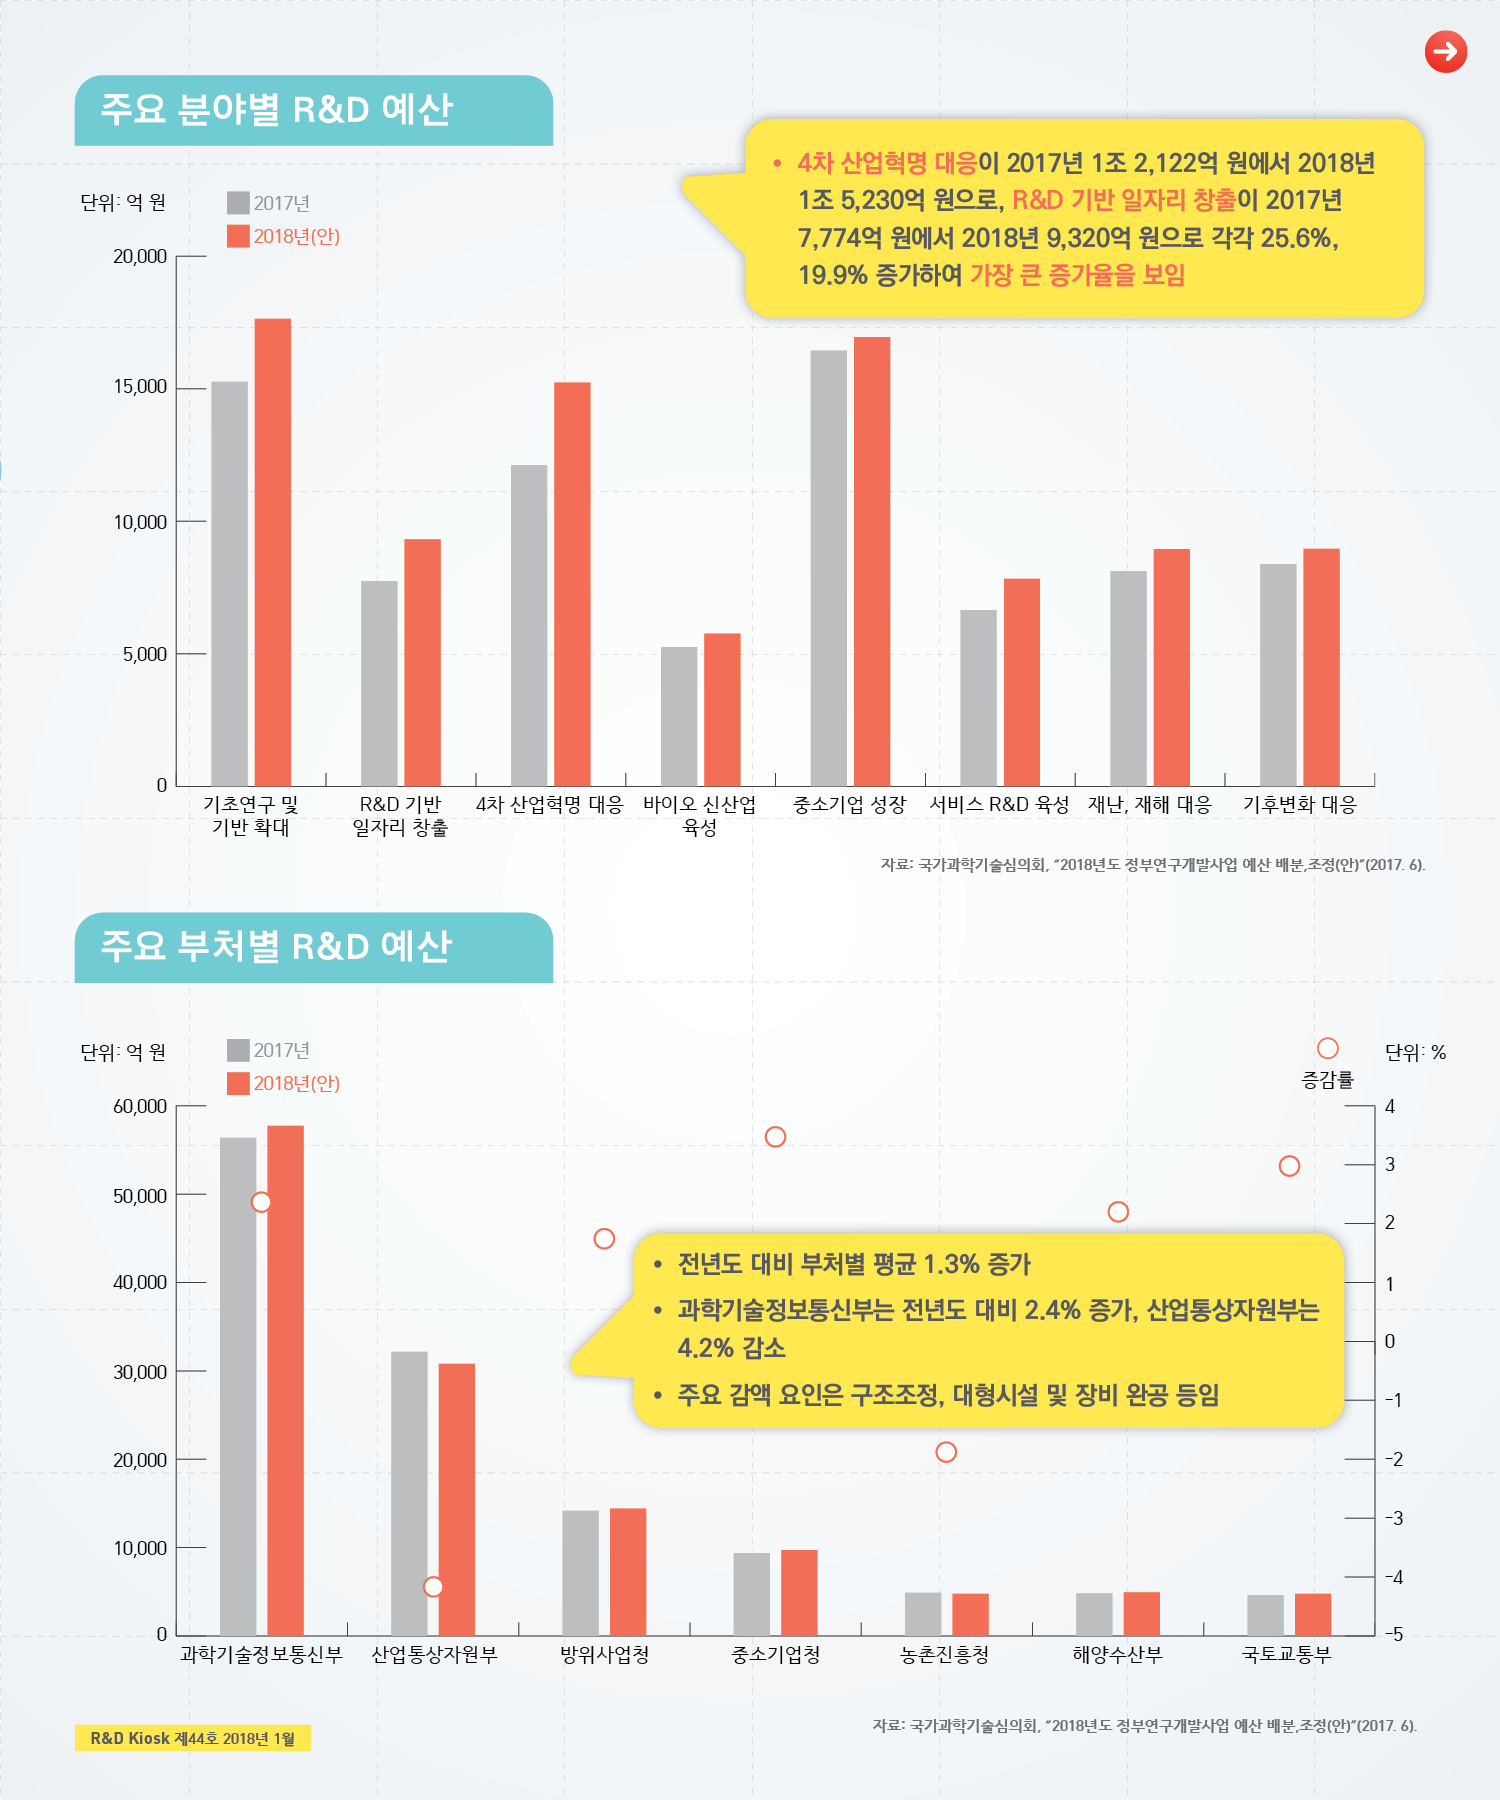 주요 분야별 R&D 예산
• 4차 산업혁명 대응이 2017년 1조 2,122억 원에서 2018년
1조 5,230억 원으로, R&D 기반 일자리 창출이 2017년
7,774억 원에서 2018년 9,320억 원으로 각각 25.6%,
19.9% 증가하여 가장 큰 증가율을 보임
단위: 억 원
2017년
2018년(안)
20,000
15,000
10,000
5,000
0
기초연구 및
기반 확대
R&D 기반
일자리 창출
4차 산업혁명 대응
바이오 신산업
육성
중소기업 성장
서비스 R&D 육성
재난, 재해 대응
기후변화 대응
자료: 국가과학기술심의회, “2018년도 정부연구개발사업 예산 배분,조정(안)”(2017. 6).
주요 부처별 R&D 예산
단위: 억 원
2017년
2018년(안)
증감률
단위: %
60,000
50,000
40,000
30,000
20,000
10,000
0
4
3
2
1
0
-1
-2
-3
-4
-5
• 전년도 대비 부처별 평균 1.3% 증가
• 과학기술정보통신부는 전년도 대비 2.4% 증가, 산업통상자원부는
4.2% 감소
• 주요 감액 요인은 구조조정, 대형시설 및 장비 완공 등임
과학기술정보통신부
산업통상자원부
방위사업청
중소기업청
농촌진흥청
해양수산부
국토교통부
자료: 국가과학기술심의회, “2018년도 정부연구개발사업 예산 배분,조정(안)”(2017. 6).
R&D Kiosk 제44호 2018년 1월